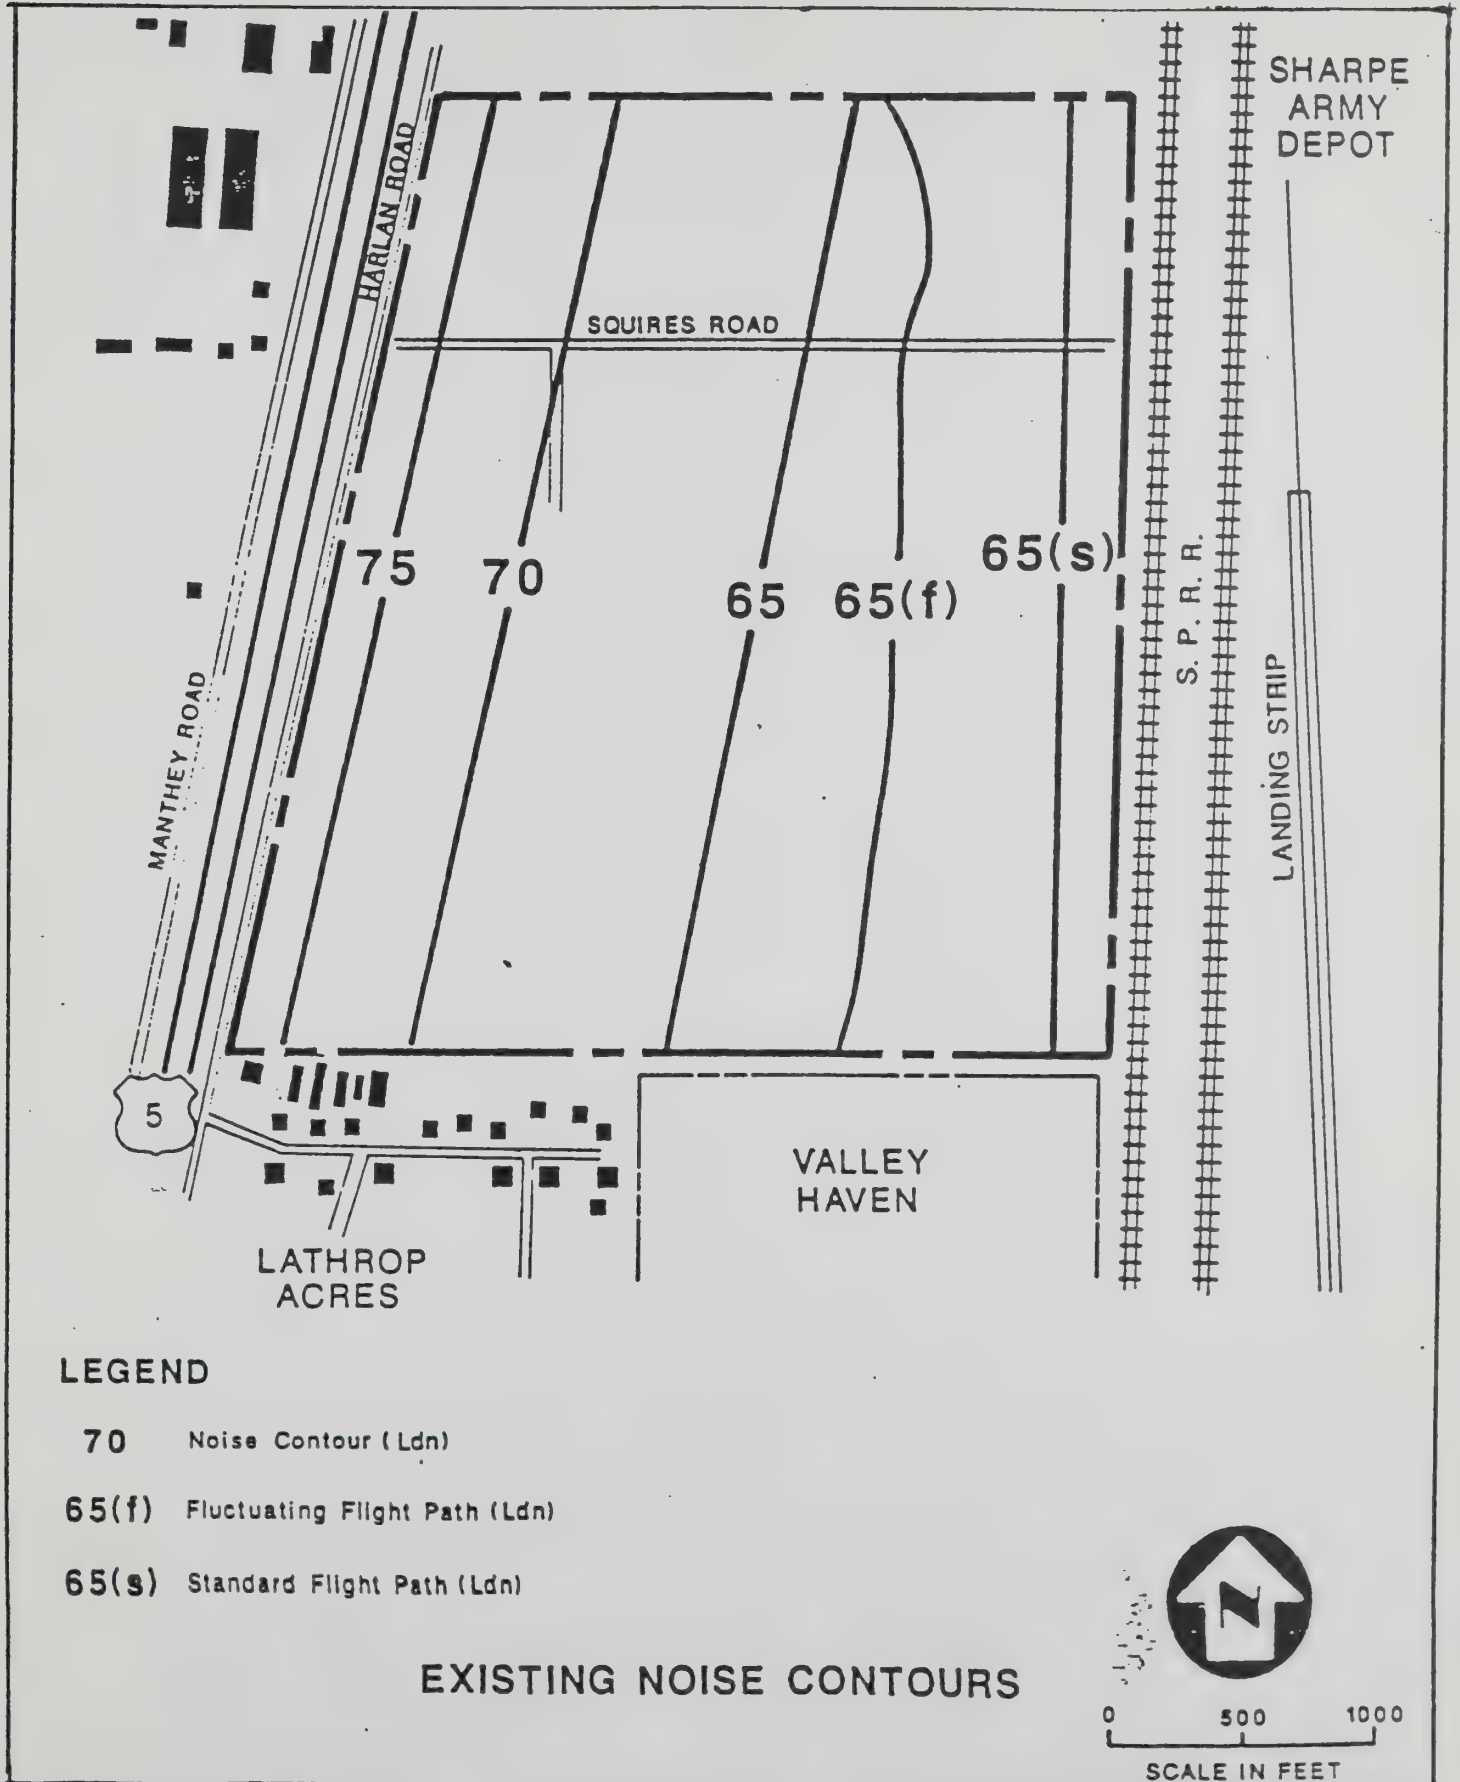 SHARPE
ARMY
DEPOT
HARLAN ROAD
SQUIRES ROAD
75
70
65
65(f)
65(s)
S. P. R. R.
LANDING STRIP
MANTHEY ROAD
5
VALLEY
HAVEN
LATHROP
ACRES
LEGEND
70 Noise Contour (Ldn)
65(f) Fluctuating Flight Path (Ldn)
65(s) Standard Flight Path (Ldn)
N
EXISTING NOISE CONTOURS
0 500 1000
SCALE IN FEET